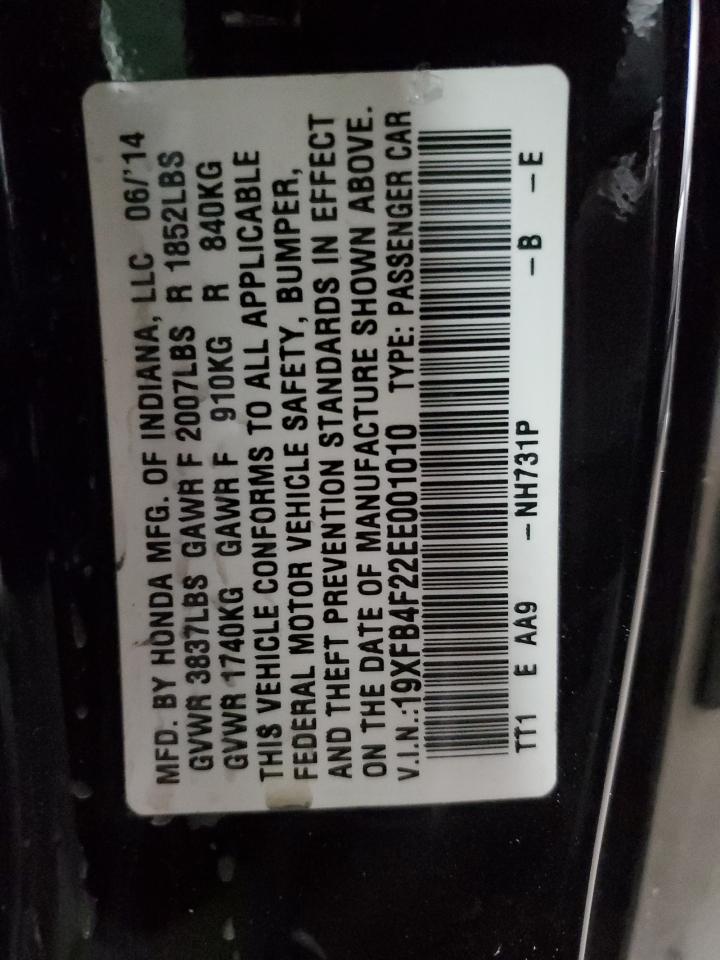 MFD. BY HONDA MFG. OF INDIANA, LLC 06/'14
GVWR 3837LBS GAWR F 2007LBS R 1852LBS
GVWR 1740KG GAWR F 910KG R 840KG
THIS VEHICLE CONFORMS TO ALL APPLICABLE
FEDERAL MOTOR VEHICLE SAFETY, BUMPER,
AND THEFT PREVENTION STANDARDS IN EFFECT
ON THE DATE OF MANUFACTURE SHOWN ABOVE.
V.I.N.:19XFB4F22EE001010 TYPE: PASSENGER CAR
TT1 E AA9 -NH731P -B -E